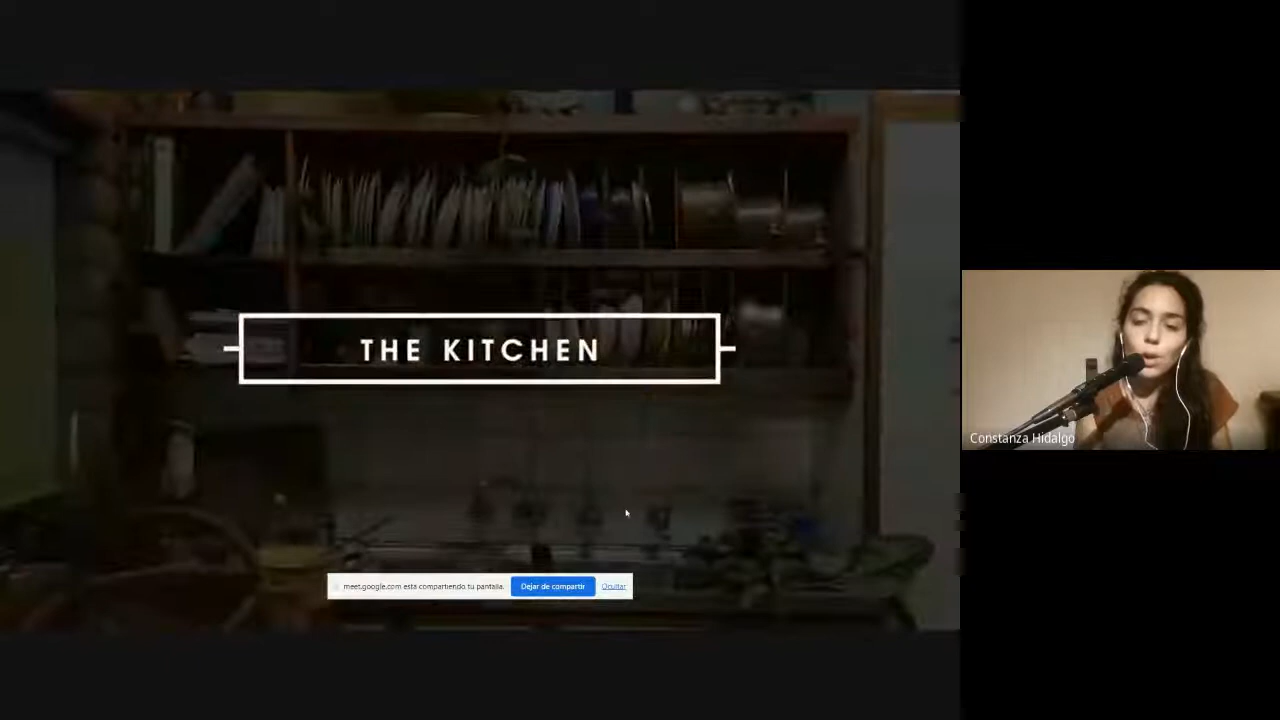 THE KITCHEN
Constanza Hidalgo
meet.google.com está compartiendo tu pantalla.
Dejar de compartir
Ocultar